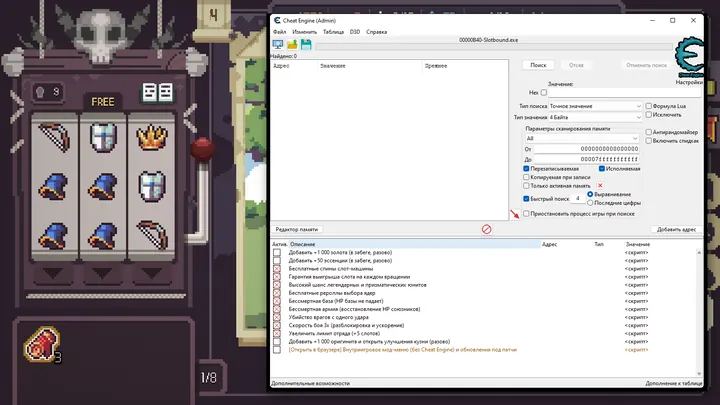 4
9
FREE
3
1/8
Cheat Engine (Admin)
Файл Изменить Таблица D3D Справка
00000B40-Slotbound.exe
Найдено: 0
Адрес Значение Прежнее
Поиск Отсев Отменить поиск
Cheat Engine
Настройки
Значение:
Hex
Тип поиска Точное значение
Формула Lua
Тип значения: 4 Байта
Исключить
Параметры сканирования памяти
All
Антирандомайзер
Включить спидхак
От 0000000000000000
До 00007fffffffffff
Перезаписываемая Исполняемая
Копируемая при записи
Только активная память
Быстрый поиск 4 Выравнивание
Последние цифры
Приостановить процесс игры при поиске
Редактор памяти Добавить адрес
Актив. Описание Адрес Тип Значение
Добавить +1 000 золота (в забеге, разово) <скрипт>
Добавить +50 эссенции (в забеге, разово) <скрипт>
Бесплатные спины слот-машины <скрипт>
Гарантия выигрыша слота на каждом вращении <скрипт>
Высокий шанс легендарных и призматических юнитов <скрипт>
Бесплатные рероллы выбора ядер <скрипт>
Бессмертная база (HP базы не падает) <скрипт>
Бессмертная армия (восстановление HP союзников) <скрипт>
Убийство врагов с одного удара <скрипт>
Скорость боя 3x (разблокировка и ускорение) <скрипт>
Увеличить лимит отряда (+5 слотов) <скрипт>
Добавить +1 000 оригинита и открыть улучшения кузни (разово) <скрипт>
[Открыть в браузере] Внутриигровое мод-меню (без Cheat Engine) и обновления под патчи <скрипт>
Дополнительные возможности Дополнение к таблице